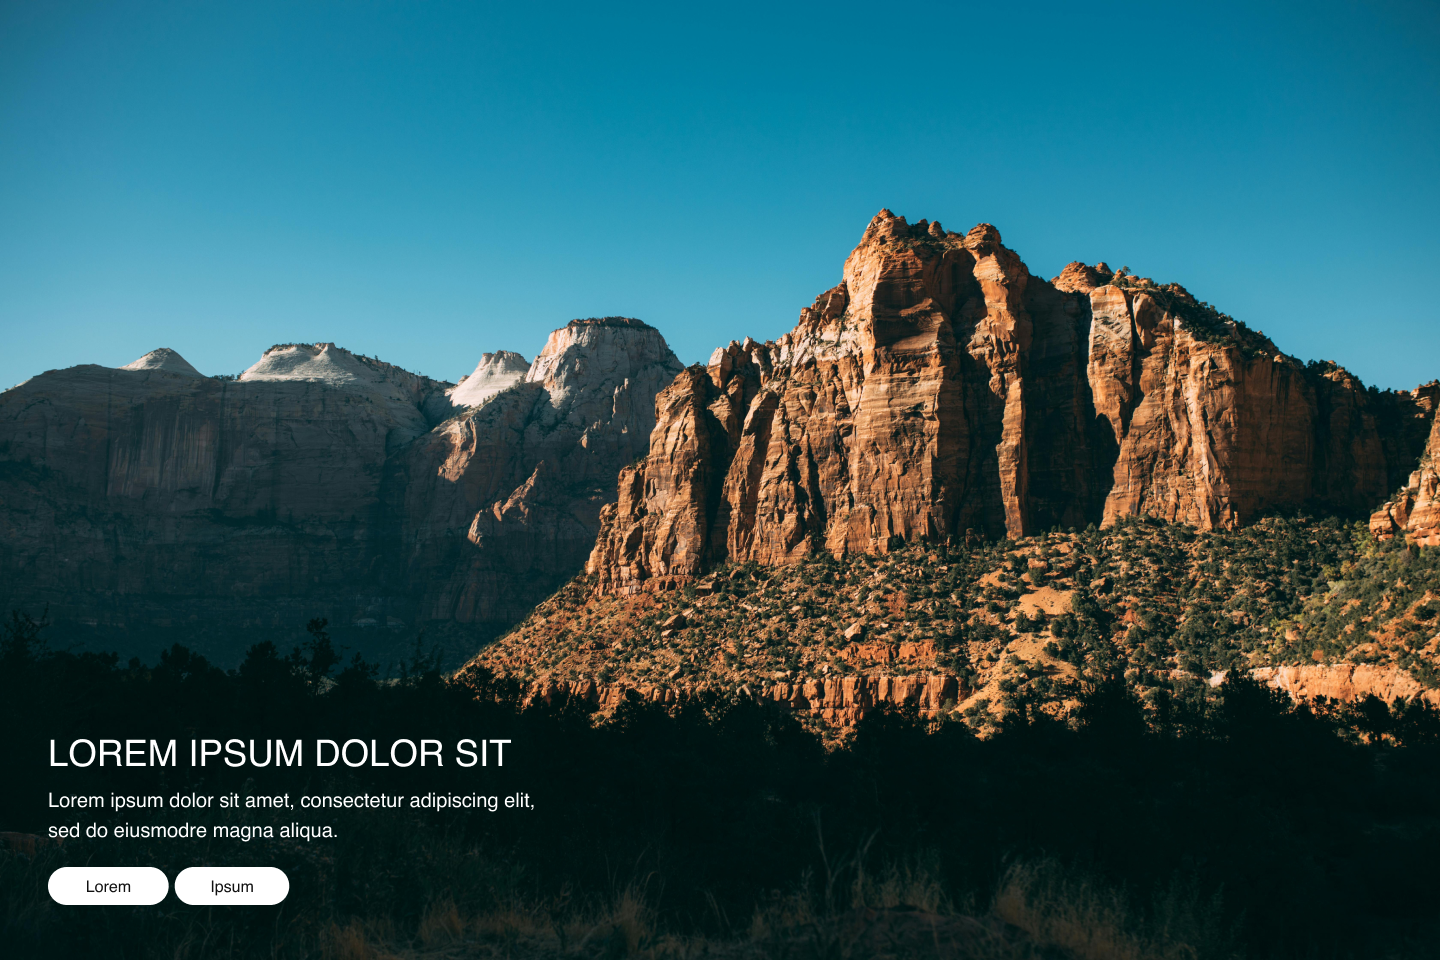 LOREM IPSUM DOLOR SIT
Lorem ipsum dolor sit amet, consectetur adipiscing elit,
sed do eiusmodre magna aliqua.
Lorem
Ipsum